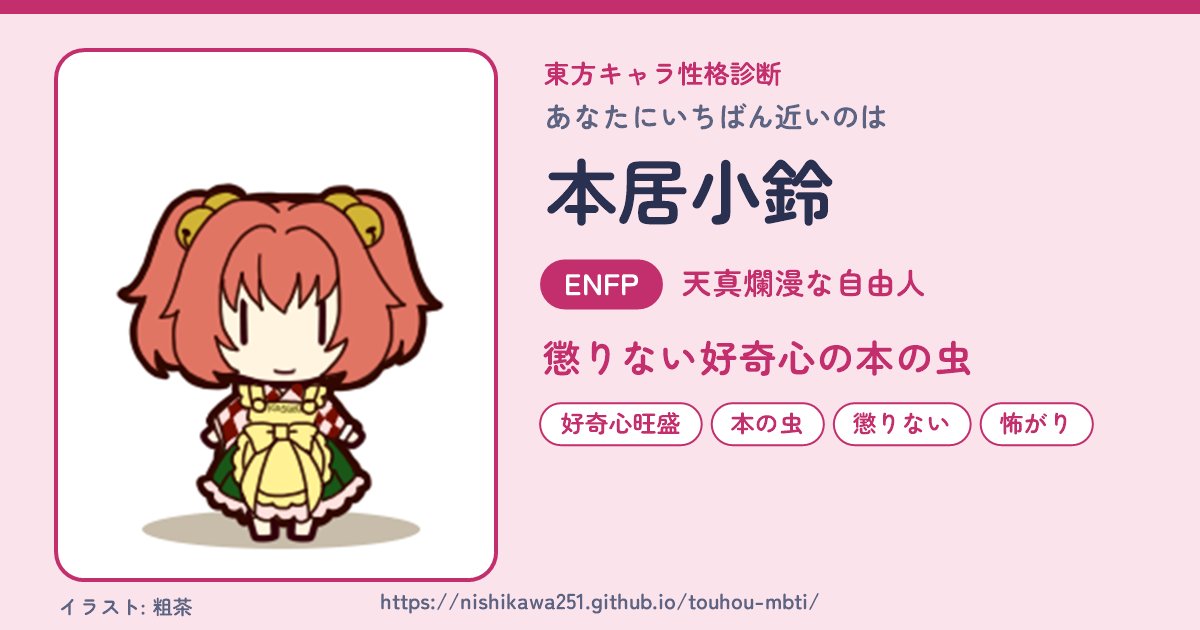 東方キャラ性格診断
あなたにいちばん近いのは
本居小鈴
ENFP 天真爛漫な自由人
懲りない好奇心の本の虫
好奇心旺盛 本の虫 懲りない 怖がり
イラスト: 粗茶
https://nishikawa251.github.io/touhou-mbti/